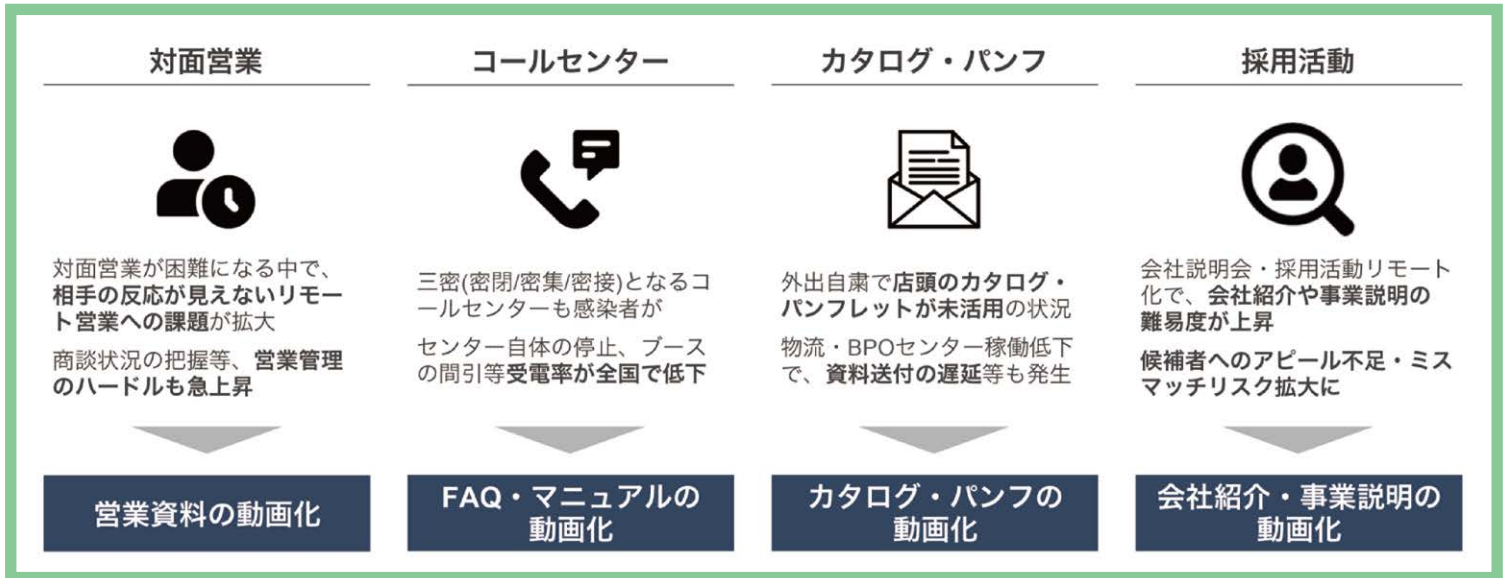 対面営業
対面営業が困難になる中で、
相手の反応が見えないリモー
ト営業への課題が拡大
商談状況の把握等、営業管理
のハードルも急上昇
営業資料の動画化
コールセンター
三密(密閉/密集/密接)となるコ
ールセンターも感染者が
センター自体の停止、ブース
の間引等受電率が全国で低下
FAQ・マニュアルの
動画化
カタログ・パンフ
外出自粛で店頭のカタログ・
パンフレットが未活用の状況
物流・BPOセンター稼働低下
で、資料送付の遅延等も発生
カタログ・パンフの
動画化
採用活動
会社説明会・採用活動リモート
化で、会社紹介や事業説明の
難易度が上昇
候補者へのアピール不足・ミス
マッチリスク拡大に
会社紹介・事業説明の
動画化